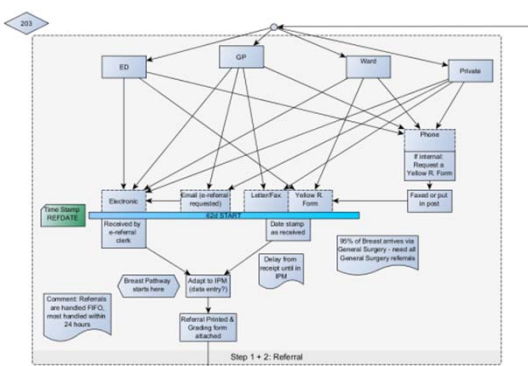 203
ED
GP
Ward
Private
Phone
If internal:
Request a
Yellow R. Form
Electronic
Email (e-referral
requested)
Letter/Fax
Yellow R.
Form
Faxed or put
in post
Time Stamp
REFDATE
62d START
Received by
e-referral
clerk
Date stamp
as received
95% of Breast arrives via
General Surgery - need all
General Surgery referrals
Breast Pathway
starts here
Adapt to IPM
(data entry?)
Delay from
receipt until in
IPM
Comment: Referrals
are handled FIFO,
most handled within
24 hours
Referral Printed &
Grading form
attached
Step 1 + 2: Referral